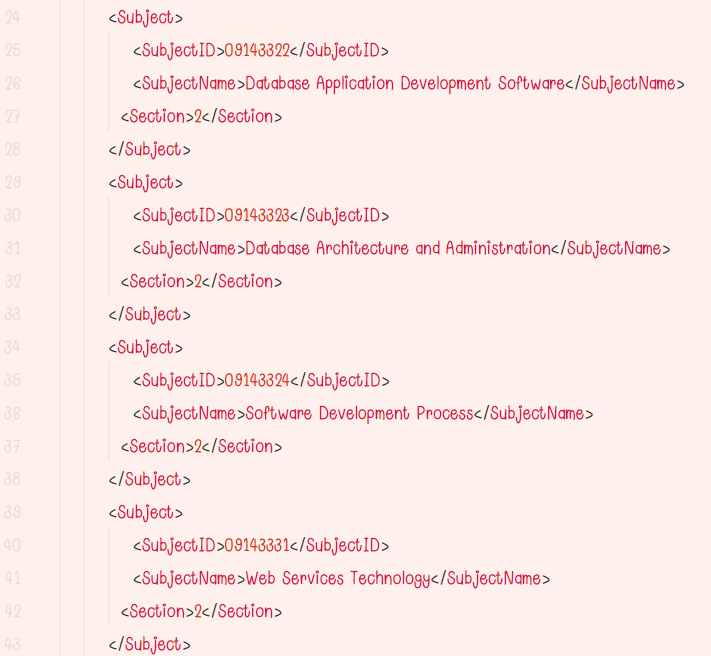 24 <Subject>
25 <SubjectID>09143322</SubjectID>
26 <SubjectName>Database Application Development Software</SubjectName>
27 <Section>2</Section>
28 </Subject>
29 <Subject>
30 <SubjectID>09143323</SubjectID>
31 <SubjectName>Database Architecture and Administration</SubjectName>
32 <Section>2</Section>
33 </Subject>
34 <Subject>
35 <SubjectID>09143324</SubjectID>
36 <SubjectName>Software Development Process</SubjectName>
37 <Section>2</Section>
38 </Subject>
39 <Subject>
40 <SubjectID>09143331</SubjectID>
41 <SubjectName>Web Services Technology</SubjectName>
42 <Section>2</Section>
43 </Subject>